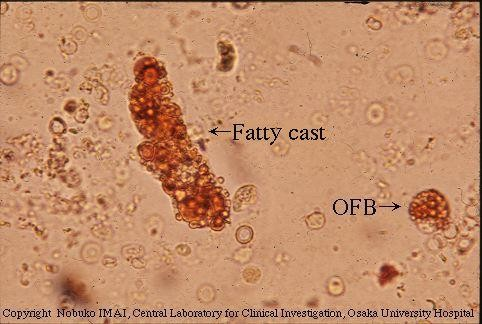 ←Fatty cast
OFB→
Copyright Nobuko IMAI, Central Laboratory for Clinical Investigation, Osaka University Hospital